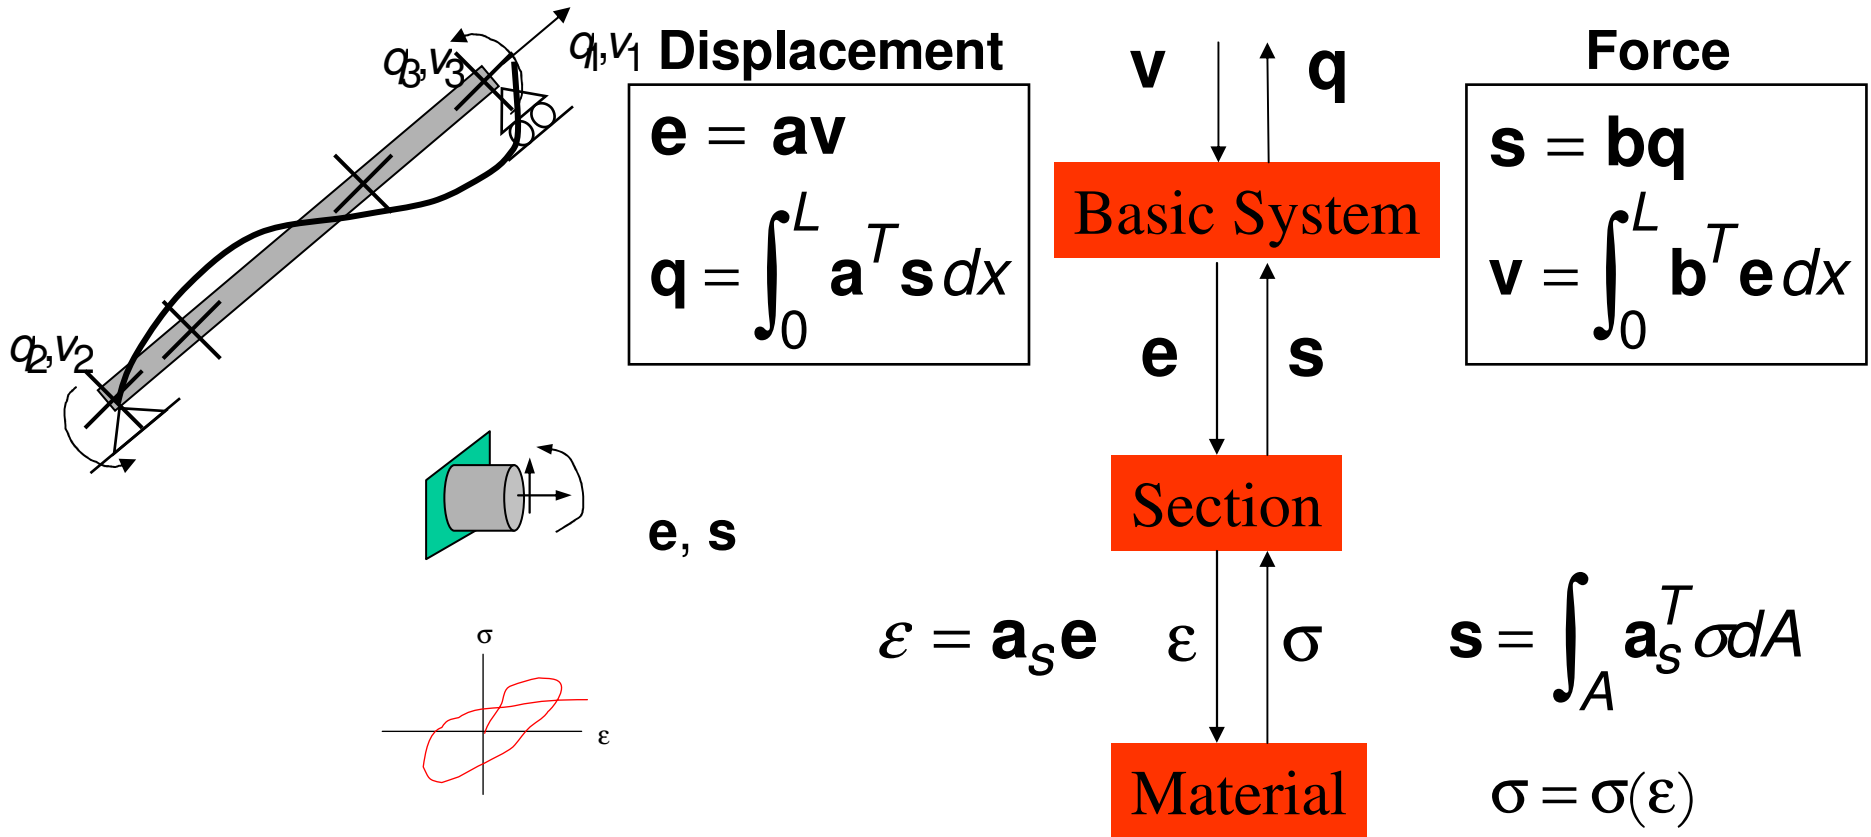 q₃,v₃
q₁,v₁
Displacement
v
q
Force
e = av
s = bq
Basic System
q = ∫₀ᴸ aᵀ s dx
v = ∫₀ᴸ bᵀ e dx
q₂,v₂
e
s
Section
e, s
ε = aₛe
ε
σ
s = ∫_A aₛᵀ σdA
σ
ε
Material
σ = σ(ε)